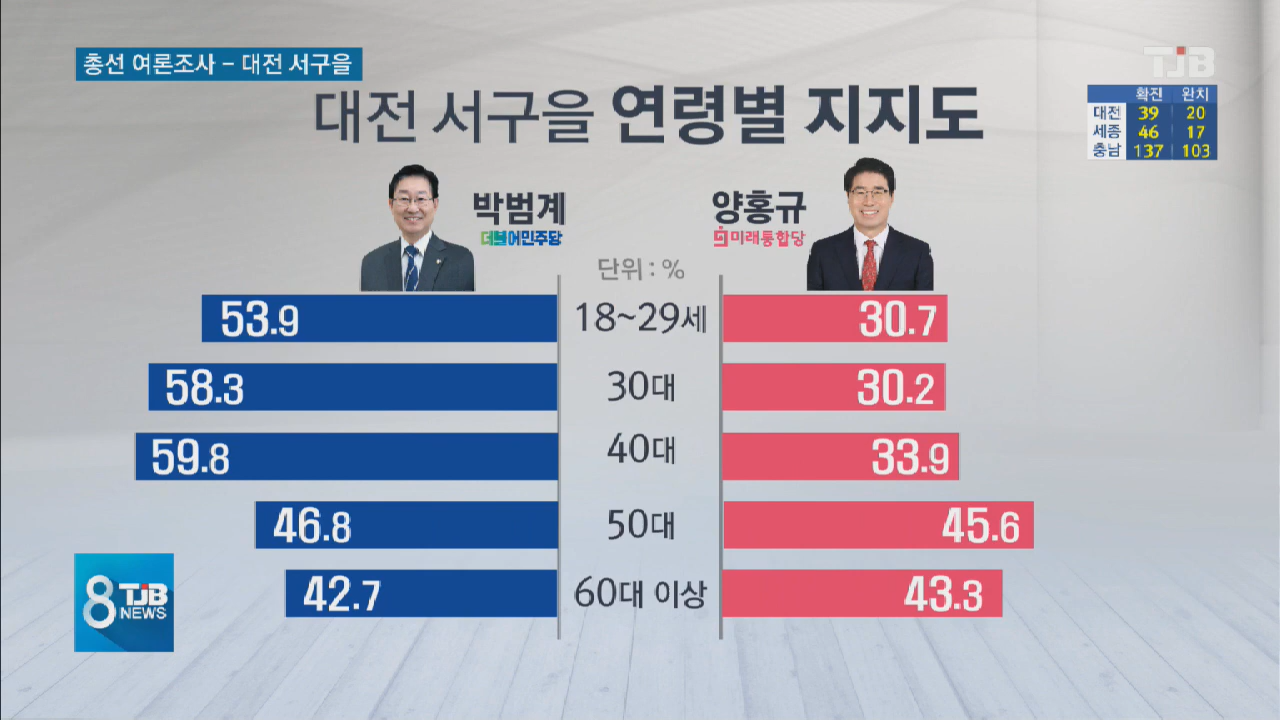 총선 여론조사 - 대전 서구을
TJB
대전 서구을 연령별 지지도
확진 완치
대전 39 20
세종 46 17
충남 137 103
박범계
더불어민주당
양홍규
미래통합당
단위 : %
53.9 18~29세 30.7
58.3 30대 30.2
59.8 40대 33.9
46.8 50대 45.6
42.7 60대 이상 43.3
8 TJB
NEWS